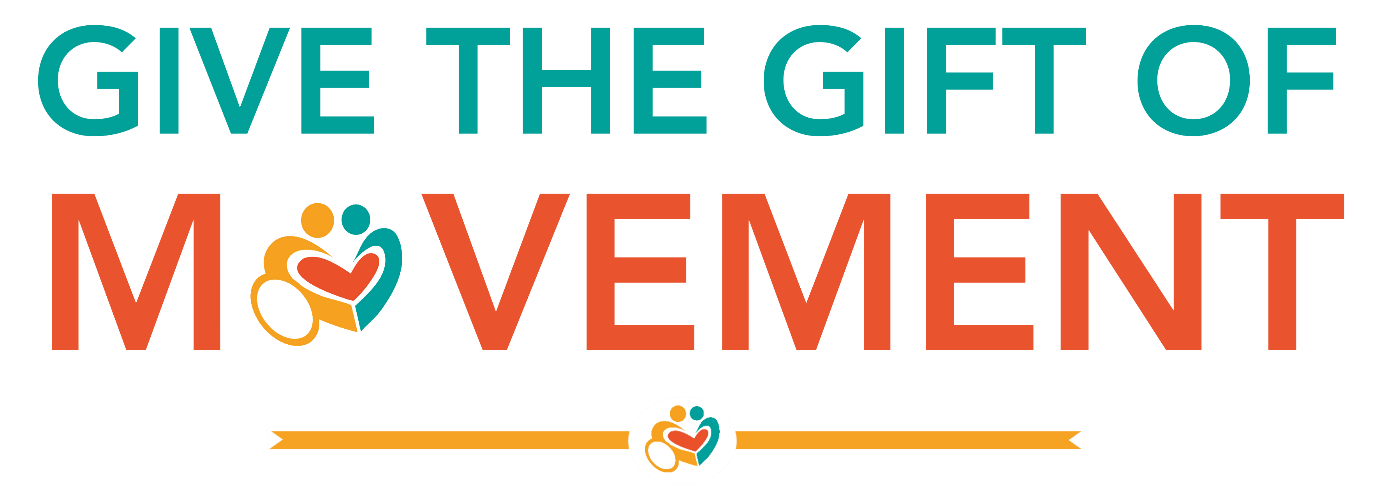 GIVE THE GIFT OF
MOVEMENT